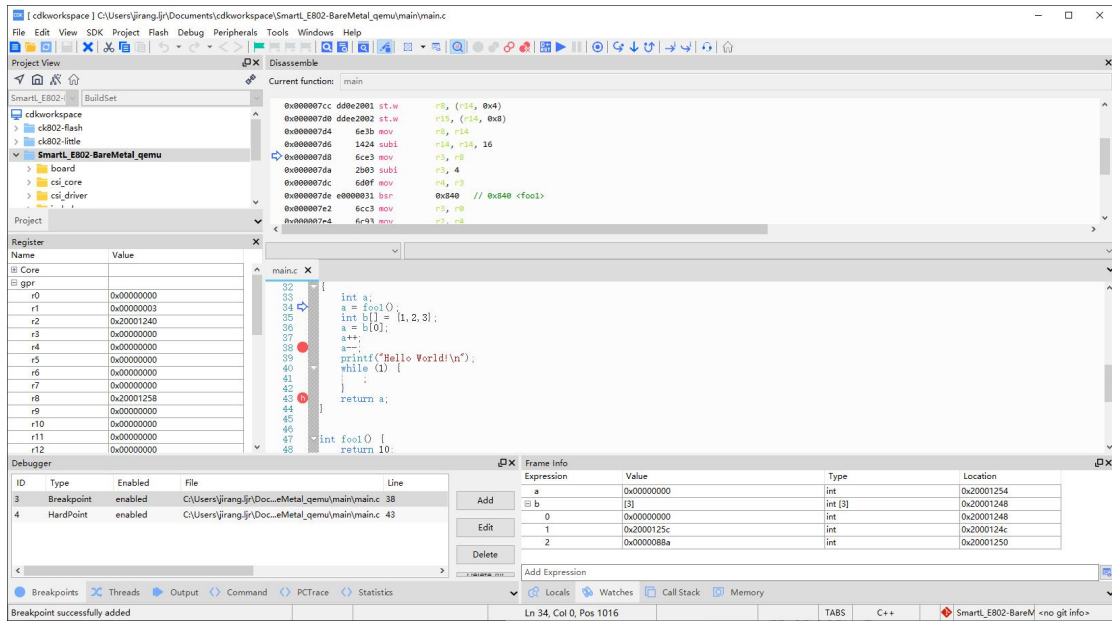 [ cdkworkspace ] C:\Users\jirang.ljr\Documents\cdkworkspace\SmartL_E802-BareMetal_qemu\main\main.c
File Edit View SDK Project Flash Debug Peripherals Tools Windows Help
Project View
SmartL_E802-( BuildSet
cdkworkspace
ck802-flash
ck802-little
SmartL_E802-BareMetal_qemu
board
csi_core
csi_driver
Project
Disassemble
Current function: main
0x000007cc dd0e2001 st.w r8, (r14, 0x4)
0x000007d0 ddee2002 st.w r15, (r14, 0x8)
0x000007d4 6e3b mov r8, r14
0x000007d6 1424 subi r14, r14, 16
0x000007d8 6ce3 mov r3, r8
0x000007da 2b03 subi r3, 4
0x000007dc 6d0f mov r4, r3
0x000007de e0000031 bsr 0x840 // 0x840 <foo1>
0x000007e2 6cc3 mov r3, r0
0x000007e4 6c93 mov r2, r4
Register
Name Value
Core
gpr
r0 0x00000000
r1 0x00000003
r2 0x20001240
r3 0x00000000
r4 0x00000000
r5 0x00000000
r6 0x00000000
r7 0x00000000
r8 0x20001258
r9 0x00000000
r10 0x00000000
r11 0x00000000
r12 0x00000000
main.c X
32 {
33 int a;
34 a = foo1();
35 int b[] = {1,2,3};
36 a = b[0];
37 a++;
38 a--;
39 printf("Hello World!\n");
40 while (1) {
41 ;
42 }
43 h return a;
44 }
45
46
47 int foo1() {
48 return 10;
Debugger
ID Type Enabled File Line
3 Breakpoint enabled C:\Users\jirang.ljr\Doc...eMetal_qemu\main\main.c 38
4 HardPoint enabled C:\Users\jirang.ljr\Doc...eMetal_qemu\main\main.c 43
Add
Edit
Delete
Breakpoints Threads Output Command PCTrace Statistics
Frame Info
Expression Value Type Location
a 0x00000000 int 0x20001254
b [3] int [3] 0x20001248
0 0x00000000 int 0x20001248
1 0x2000125c int 0x2000124c
2 0x0000088a int 0x20001250
Add Expression
Locals Watches Call Stack Memory
Breakpoint successfully added Ln 34, Col 0, Pos 1016 TABS C++ SmartL_E802-BareM <no git info>